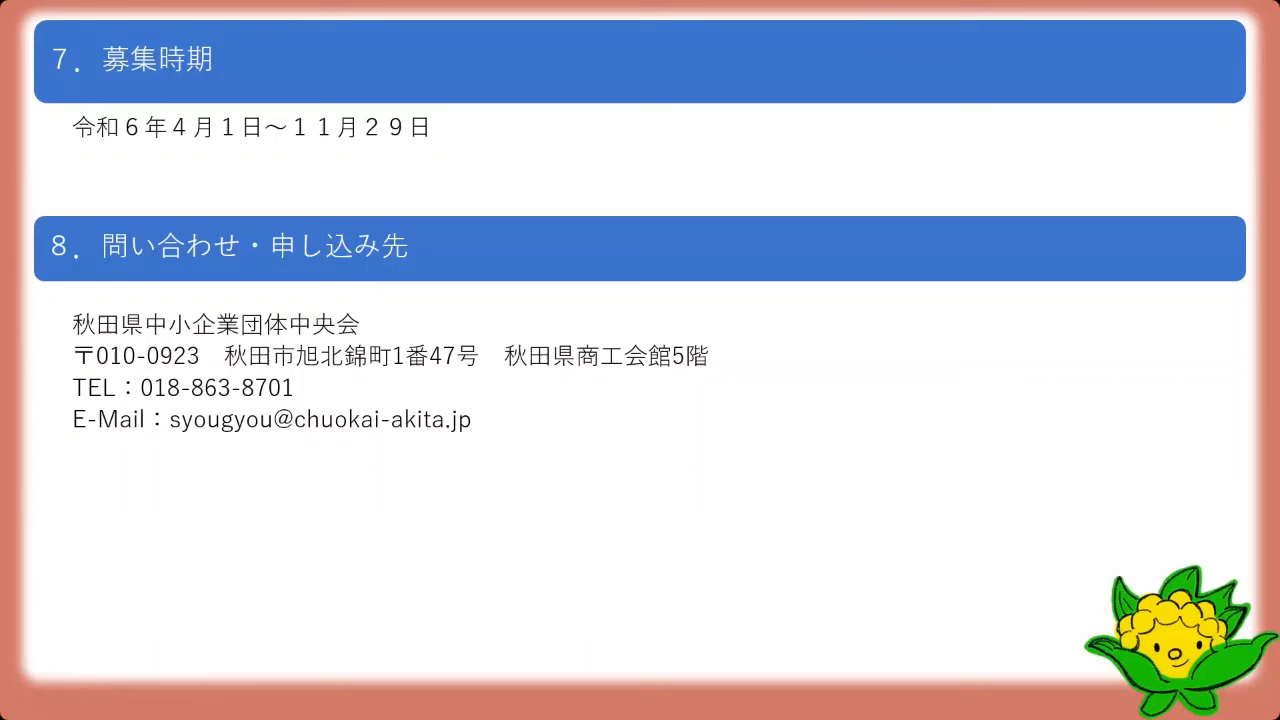 ７．募集時期
令和６年４月１日～１１月２９日
８．問い合わせ・申し込み先
秋田県中小企業団体中央会
〒010-0923　秋田市旭北錦町1番47号　秋田県商工会館5階
TEL：018-863-8701
E-Mail：syougyou@chuokai-akita.jp